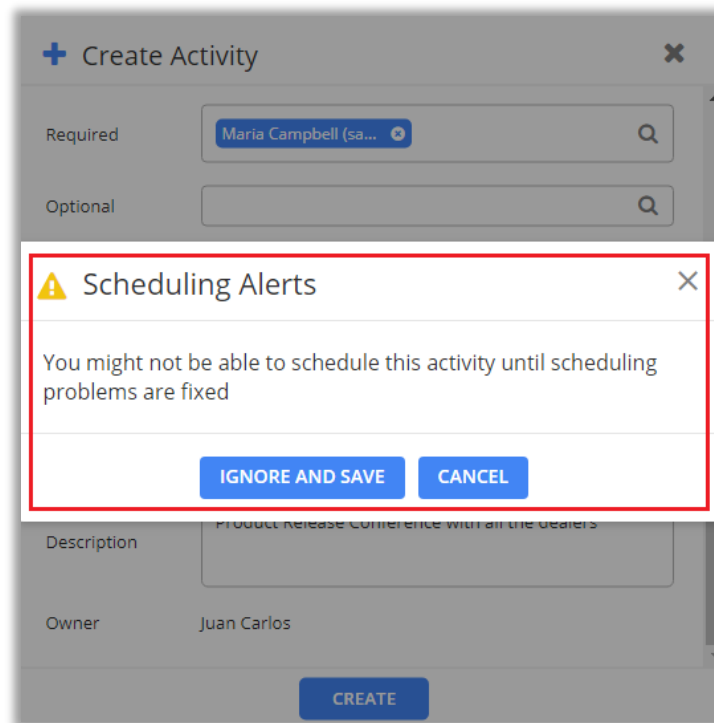 Create Activity
Required
Maria Campbell (sa...
Optional
Scheduling Alerts
You might not be able to schedule this activity until scheduling
problems are fixed
IGNORE AND SAVE CANCEL
Product Release Conference with all the dealers
Description
Owner Juan Carlos
CREATE